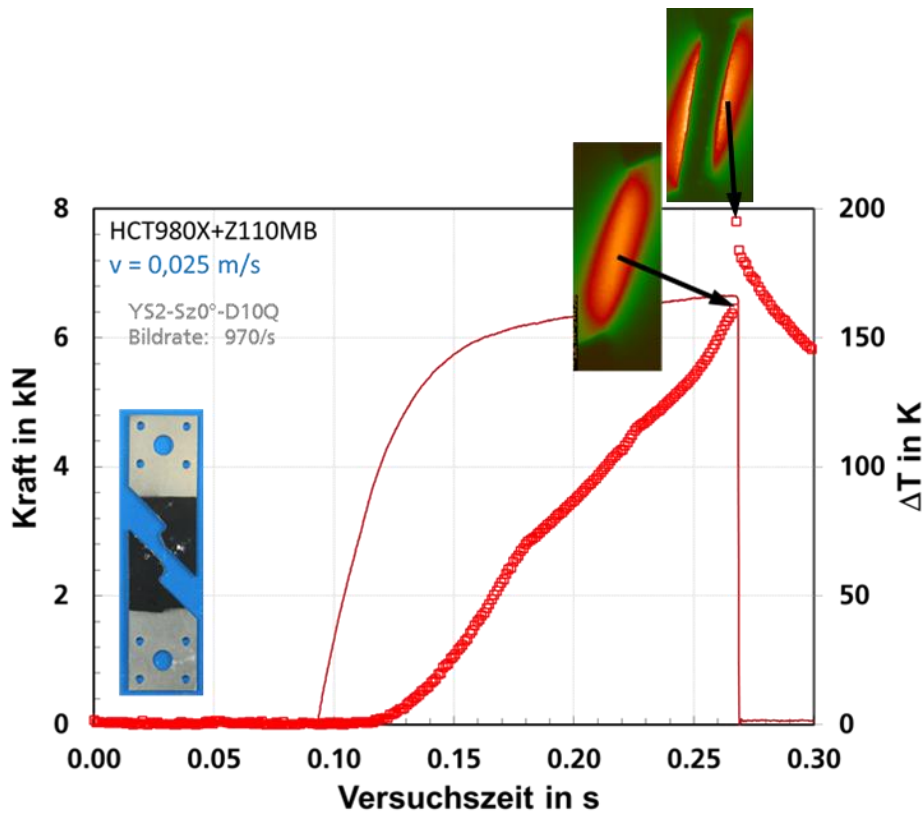 HCT980X+Z110MB
v = 0,025 m/s
YS2-Sz0°-D10Q
Bildrate: 970/s
Kraft in kN
8
6
4
2
0
ΔT in K
200
150
100
50
0
0.00 0.05 0.10 0.15 0.20 0.25 0.30
Versuchszeit in s